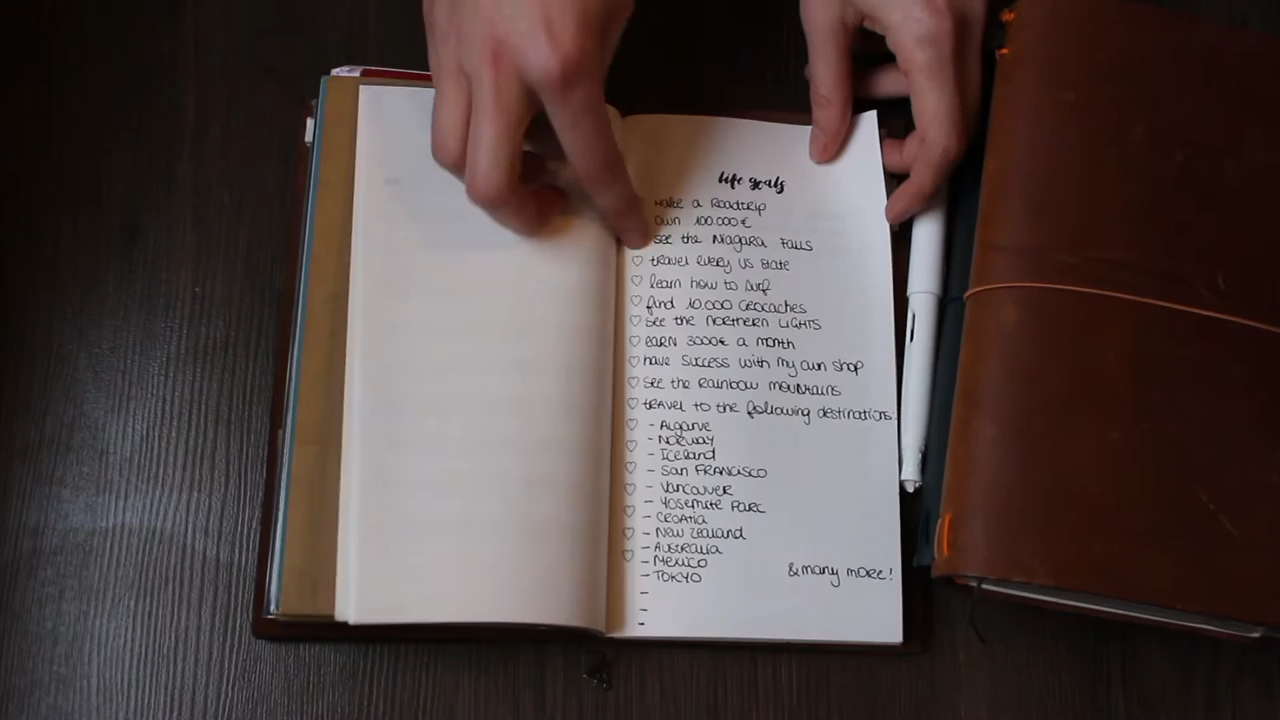 life goals
make a Roadtrip
own 100.000€
see the Niagara Falls
travel every US state
learn how to surf
find 10.000 Geocaches
see the northern LIGHTS
earn 3000€ a month
have success with my own shop
see the Rainbow mountains
travel to the following destinations:
- Algarve
- Norway
- Iceland
- San Francisco
- Vancouver
- Yosemite Parc
- Croatia
- New Zealand
- Australia
- Mexico
- TOKYO
& many more!
-
-
-